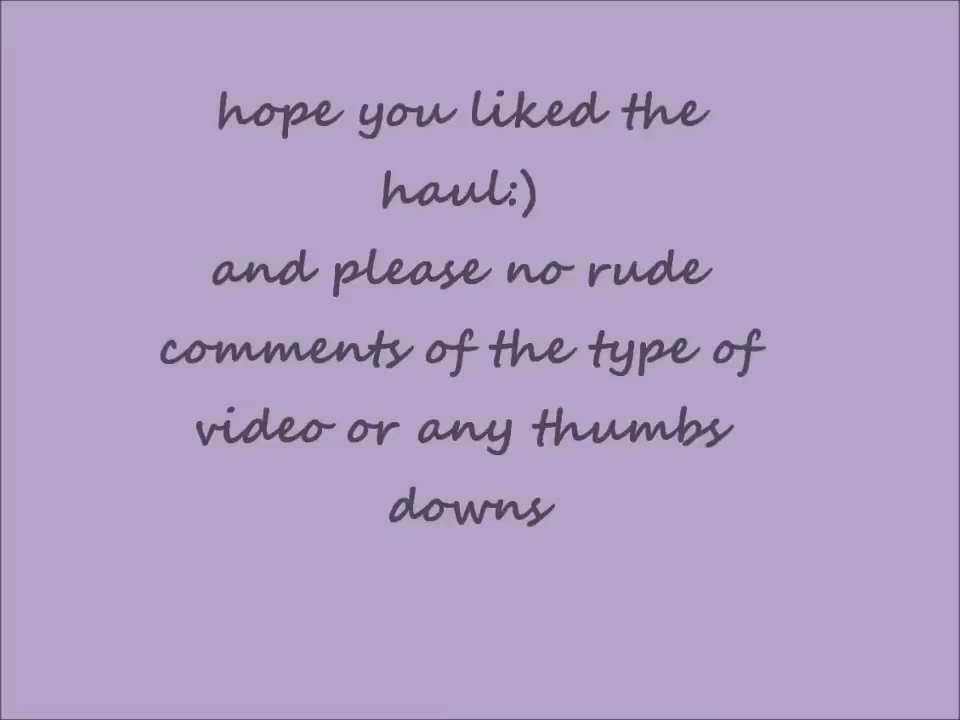 hope you liked the
haul:)
and please no rude
comments of the type of
video or any thumbs
downs